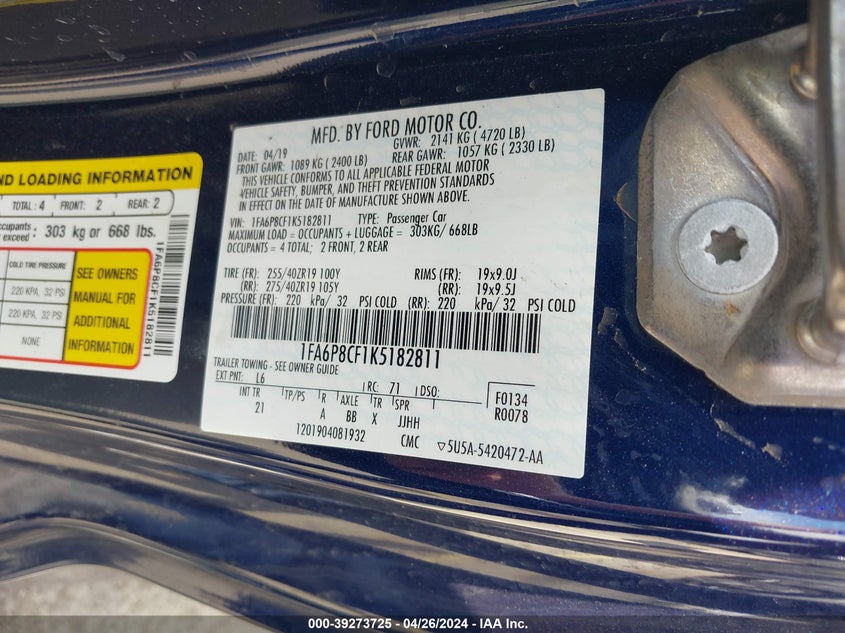 ND LOADING INFORMATION
TOTAL: 4 FRONT: 2 REAR: 2
exceed: 303 kg or 668 lbs.
COLD TIRE PRESSURE
220 KPA, 32 PSI
220 KPA, 32 PSI
NONE
SEE OWNERS
MANUAL FOR
ADDITIONAL
INFORMATION
1FA6P8CF1K5182811
MFD. BY FORD MOTOR CO.
DATE: 04/19 GVWR: 2141 KG ( 4720 LB)
FRONT GAWR: 1089 KG ( 2400 LB) REAR GAWR: 1057 KG ( 2330 LB)
THIS VEHICLE CONFORMS TO ALL APPLICABLE FEDERAL MOTOR
VEHICLE SAFETY, BUMPER, AND THEFT PREVENTION STANDARDS
IN EFFECT ON THE DATE OF MANUFACTURE SHOWN ABOVE.
VIN: 1FA6P8CF1K5182811 TYPE: Passenger Car
MAXIMUM LOAD = OCCUPANTS + LUGGAGE = 303KG/ 668LB
OCCUPANTS = 4 TOTAL; 2 FRONT, 2 REAR
TIRE (FR): 255/40ZR19 100Y RIMS (FR): 19x9.0J
(RR): 275/40ZR19 105Y (RR): 19x9.5J
PRESSURE (FR): 220 kPa/ 32 PSI COLD (RR): 220 kPa/ 32 PSI COLD
1FA6P8CF1K5182811
TRAILER TOWING - SEE OWNER GUIDE
EXT PNT: L6 RC: 71 DSO:
INT TR TP/PS R AXLE TR SPR
21 A BB X JJHH
F0134
R0078
1201904081932 CMC 5U5A-5420472-AA
000-39273725 - 04/26/2024 - IAA Inc.